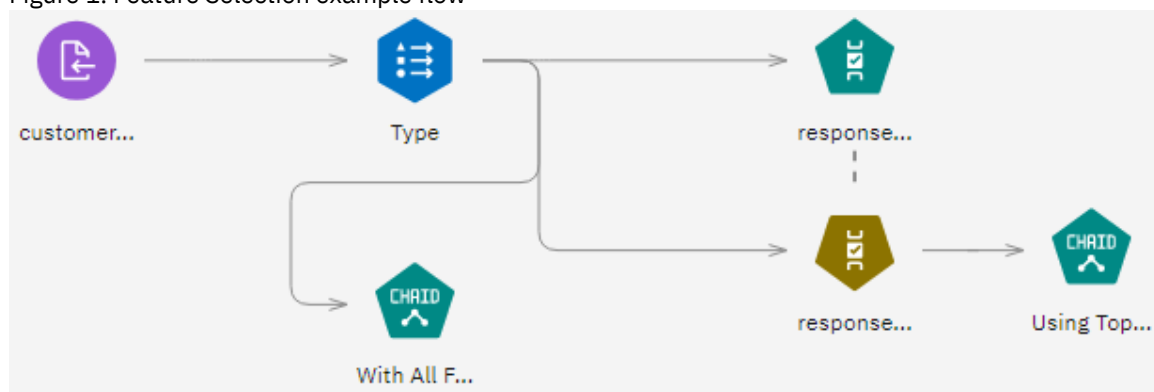 Figure 1. Feature Selection example flow
customer...
Type
response...
CHAID
With All F...
response...
CHAID
Using Top...